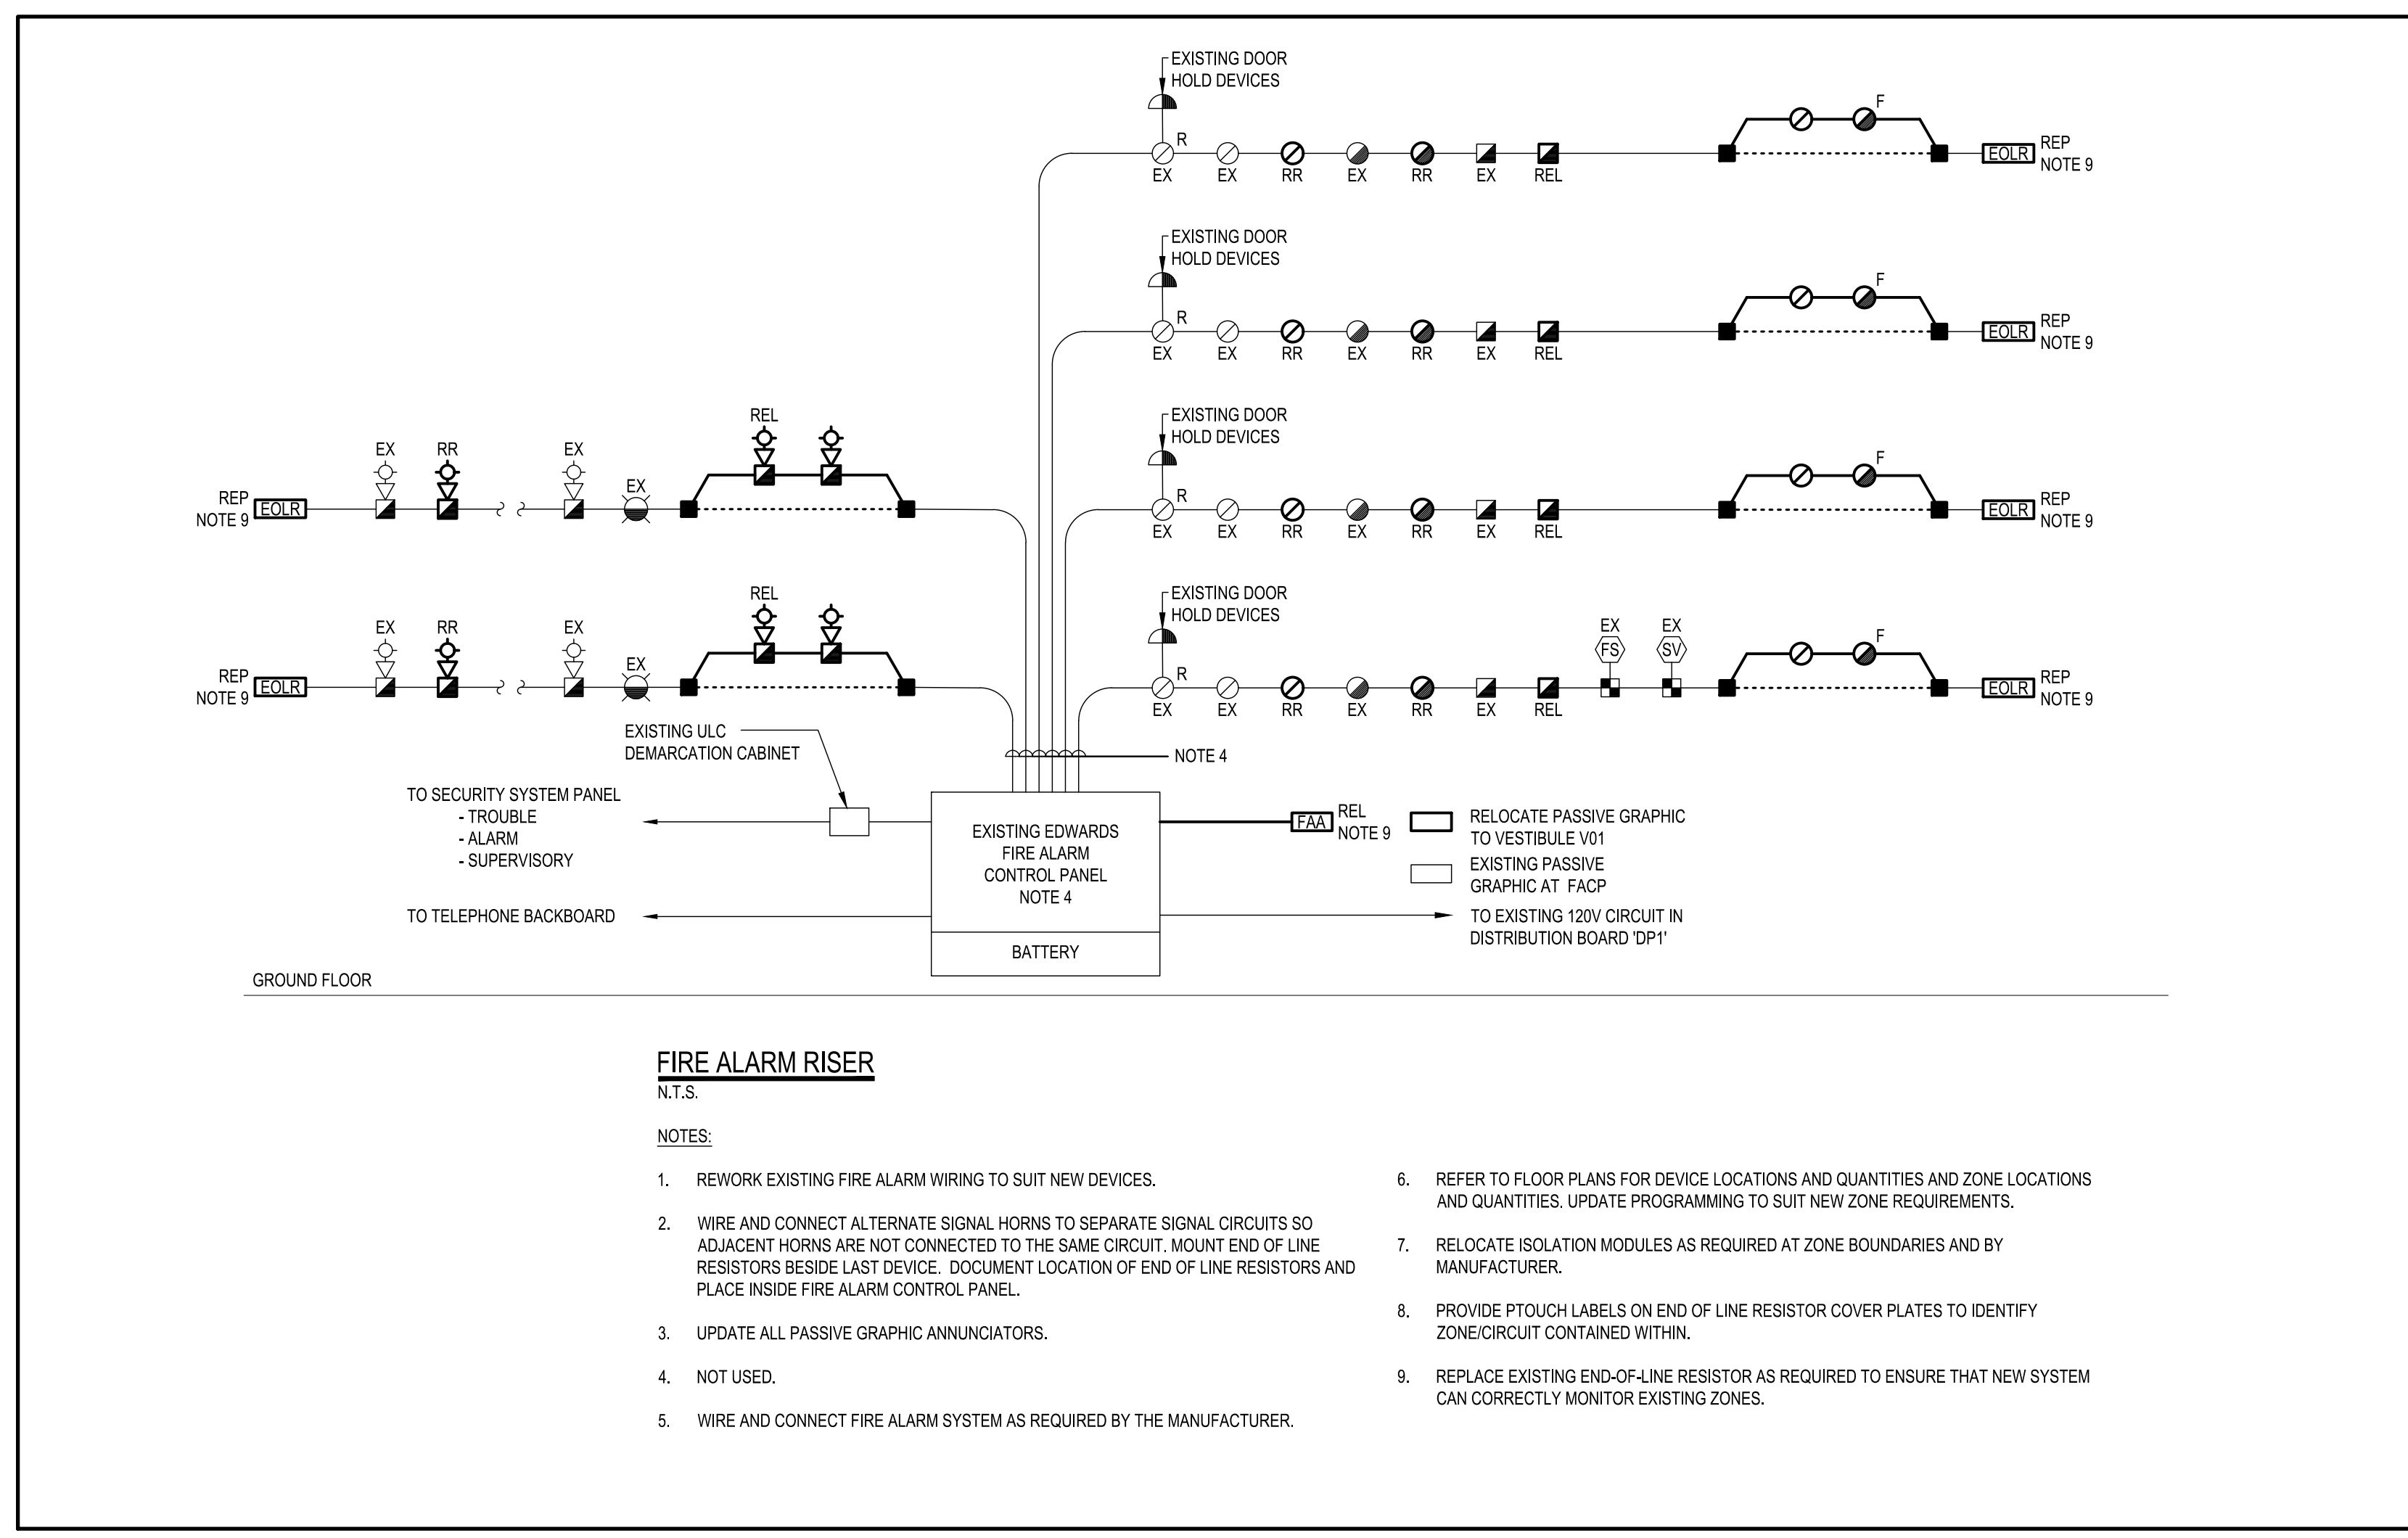 EXISTING DOOR
HOLD DEVICES
F
R
EX EX RR EX RR EX REL
EOLR
REP
NOTE 9
EXISTING DOOR
HOLD DEVICES
F
R
EX EX RR EX RR EX REL
EOLR
REP
NOTE 9
REL
EX RR EX
EX
REP
NOTE 9
EOLR
EXISTING DOOR
HOLD DEVICES
F
R
EX EX RR EX RR EX REL
EOLR
REP
NOTE 9
REL
EX RR EX
EX
REP
NOTE 9
EOLR
EXISTING DOOR
HOLD DEVICES
EX EX
FS SV
F
R
EX EX RR EX RR EX REL
EOLR
REP
NOTE 9
EXISTING ULC
DEMARCATION CABINET
NOTE 4
TO SECURITY SYSTEM PANEL
- TROUBLE
- ALARM
- SUPERVISORY
TO TELEPHONE BACKBOARD
EXISTING EDWARDS
FIRE ALARM
CONTROL PANEL
NOTE 4
BATTERY
FAA
REL
NOTE 9
RELOCATE PASSIVE GRAPHIC
TO VESTIBULE V01
EXISTING PASSIVE
GRAPHIC AT FACP
TO EXISTING 120V CIRCUIT IN
DISTRIBUTION BOARD 'DP1'
GROUND FLOOR
FIRE ALARM RISER
N.T.S.
NOTES:
1. REWORK EXISTING FIRE ALARM WIRING TO SUIT NEW DEVICES.
2. WIRE AND CONNECT ALTERNATE SIGNAL HORNS TO SEPARATE SIGNAL CIRCUITS SO
ADJACENT HORNS ARE NOT CONNECTED TO THE SAME CIRCUIT. MOUNT END OF LINE
RESISTORS BESIDE LAST DEVICE. DOCUMENT LOCATION OF END OF LINE RESISTORS AND
PLACE INSIDE FIRE ALARM CONTROL PANEL.
3. UPDATE ALL PASSIVE GRAPHIC ANNUNCIATORS.
4. NOT USED.
5. WIRE AND CONNECT FIRE ALARM SYSTEM AS REQUIRED BY THE MANUFACTURER.
6. REFER TO FLOOR PLANS FOR DEVICE LOCATIONS AND QUANTITIES AND ZONE LOCATIONS
AND QUANTITIES. UPDATE PROGRAMMING TO SUIT NEW ZONE REQUIREMENTS.
7. RELOCATE ISOLATION MODULES AS REQUIRED AT ZONE BOUNDARIES AND BY
MANUFACTURER.
8. PROVIDE PTOUCH LABELS ON END OF LINE RESISTOR COVER PLATES TO IDENTIFY
ZONE/CIRCUIT CONTAINED WITHIN.
9. REPLACE EXISTING END-OF-LINE RESISTOR AS REQUIRED TO ENSURE THAT NEW SYSTEM
CAN CORRECTLY MONITOR EXISTING ZONES.